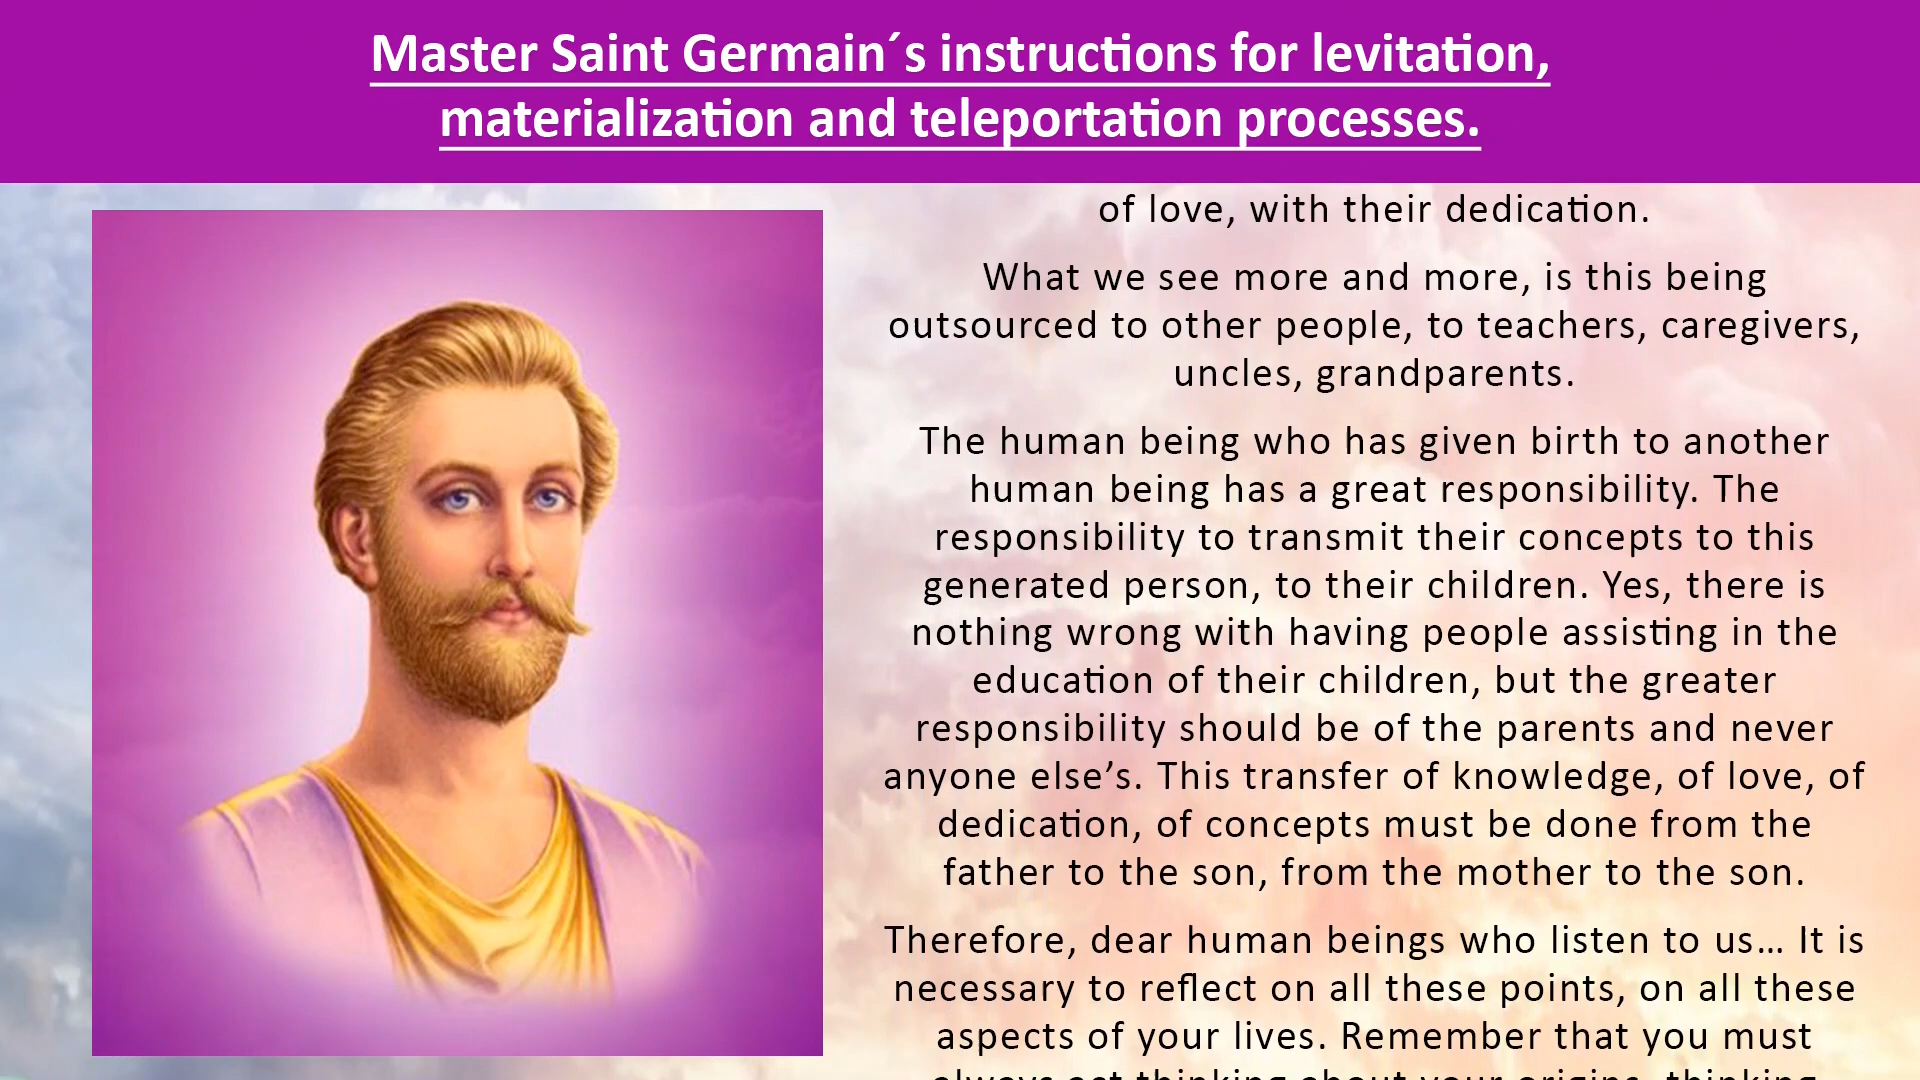 Master Saint Germain´s instructions for levitation,
materialization and teleportation processes.
of love, with their dedication.
What we see more and more, is this being
outsourced to other people, to teachers, caregivers,
uncles, grandparents.
The human being who has given birth to another
human being has a great responsibility. The
responsibility to transmit their concepts to this
generated person, to their children. Yes, there is
nothing wrong with having people assisting in the
education of their children, but the greater
responsibility should be of the parents and never
anyone else’s. This transfer of knowledge, of love, of
dedication, of concepts must be done from the
father to the son, from the mother to the son.
Therefore, dear human beings who listen to us… It is
necessary to reflect on all these points, on all these
aspects of your lives. Remember that you must
always act thinking about your origins, thinking